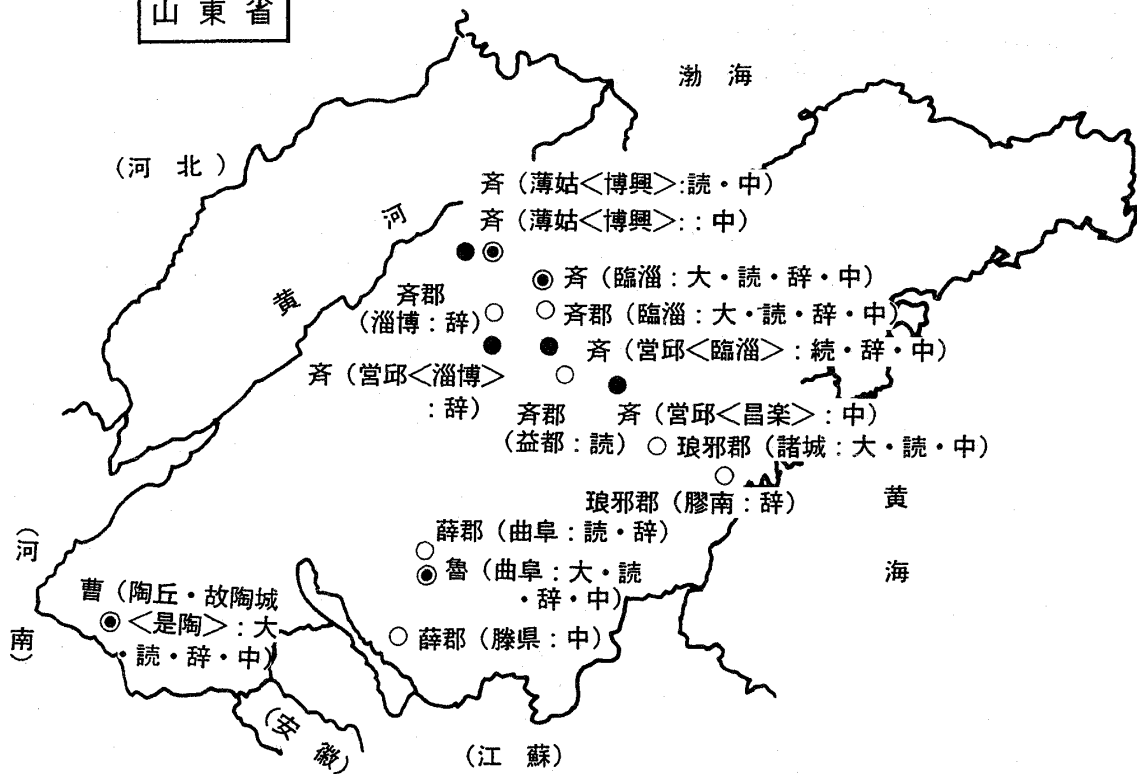 山東省
渤海
(河北)
斉(薄姑<博興>:読・中)
河
斉(薄姑<博興>::中)
斉(臨淄:大・読・辞・中)
黄
斉郡
(淄博:辞)
斉郡(臨淄:大・読・辞・中)
斉(営邱<臨淄>:続・辞・中)
斉(営邱<淄博>
:辞)
斉郡
(益都:読)
斉(営邱<昌楽>:中)
琅邪郡(諸城:大・読・中)
琅邪郡(膠南:辞)
黄
海
薛郡(曲阜:読・辞)
魯(曲阜:大・読
・辞・中)
(河
南)
曹(陶丘・故陶城
<是陶>:大
・読・辞・中)
薛郡(滕県:中)
(安徽)
(江蘇)